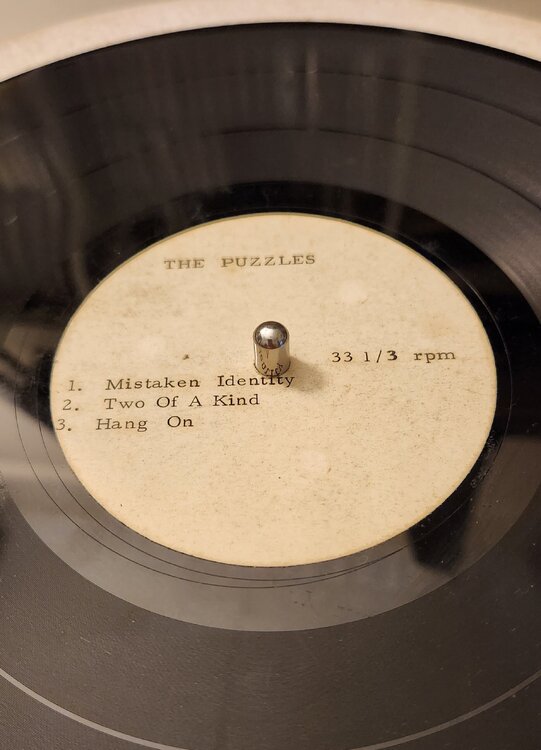 THE PUZZLES
33 1/3 rpm
1. Mistaken Identity
2. Two Of A Kind
3. Hang On